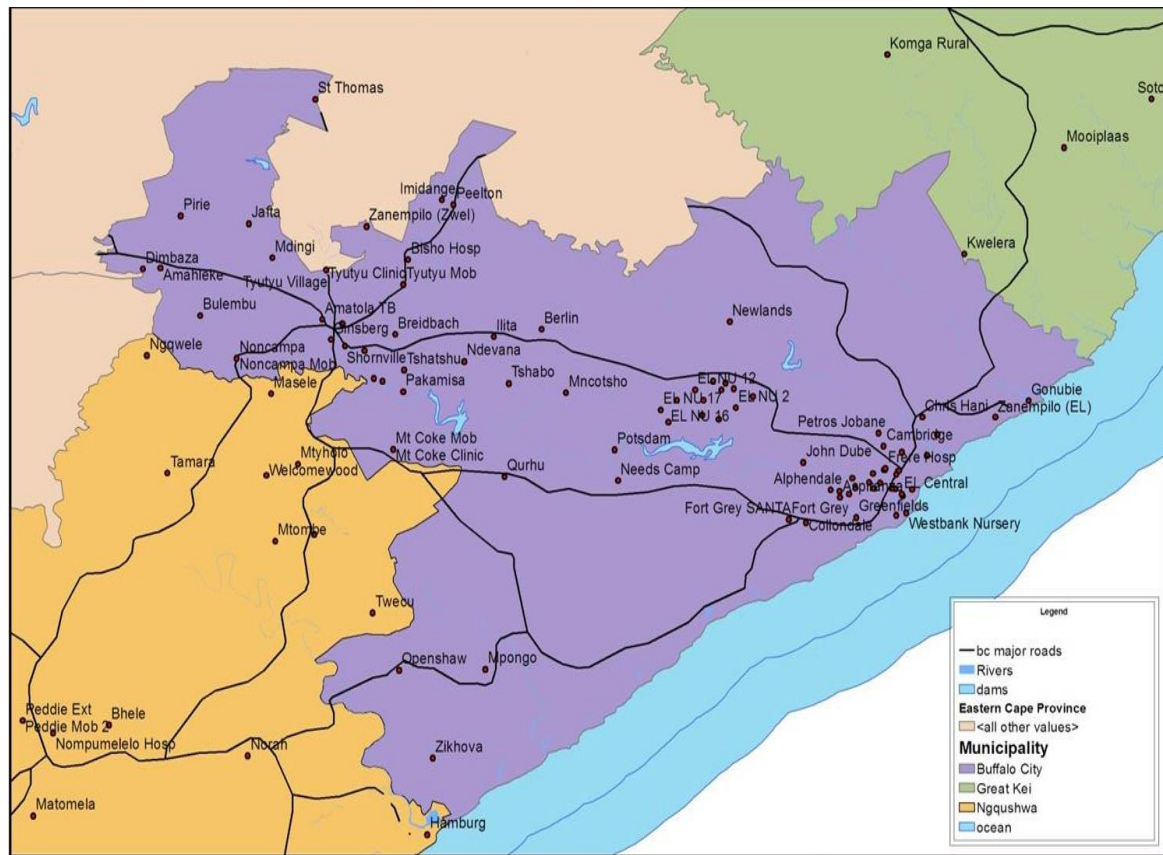 Komga Rural
St Thomas
Soto
Mooiplaas
Imidange
Peelton
Pirie
Jafta
Zanempilo (Zwel)
Kwelera
Mdingi
Bisho Hosp
Dimbaza
Amahleke
Tyutyu Village
Tyutyu Clinic
Tyutyu Mob
Bulembu
Amatola TB
Newlands
Ginsberg
Breidbach
Ilita
Berlin
Ngqwele
Noncampa
Noncampa Mob
Shornville
Tshatshu
Ndevana
Masele
Pakamisa
Tshabo
Mncotsho
EL NU 12
EL NU 17
EL NU 2
EL NU 16
Gonubie
Chris Hani
Zanempilo (EL)
Petros Jobane
Cambridge
Mt Coke Mob
Mt Coke Clinic
Potsdam
John Dube
Frere Hosp
Mtyholo
Tamara
Welcomewood
Qurhu
Needs Camp
Alphendale
EL Central
Fort Grey SANTA
Fort Grey
Greenfields
Collondale
Westbank Nursery
Mtombe
Twecu
Openshaw
Mpongo
Peddie Ext
Peddie Mob 2
Bhele
Nompumelelo Hosp
Norah
Zikhova
Matomela
Hamburg
Legend
bc major roads
Rivers
dams
Eastern Cape Province
<all other values>
Municipality
Buffalo City
Great Kei
Ngqushwa
ocean